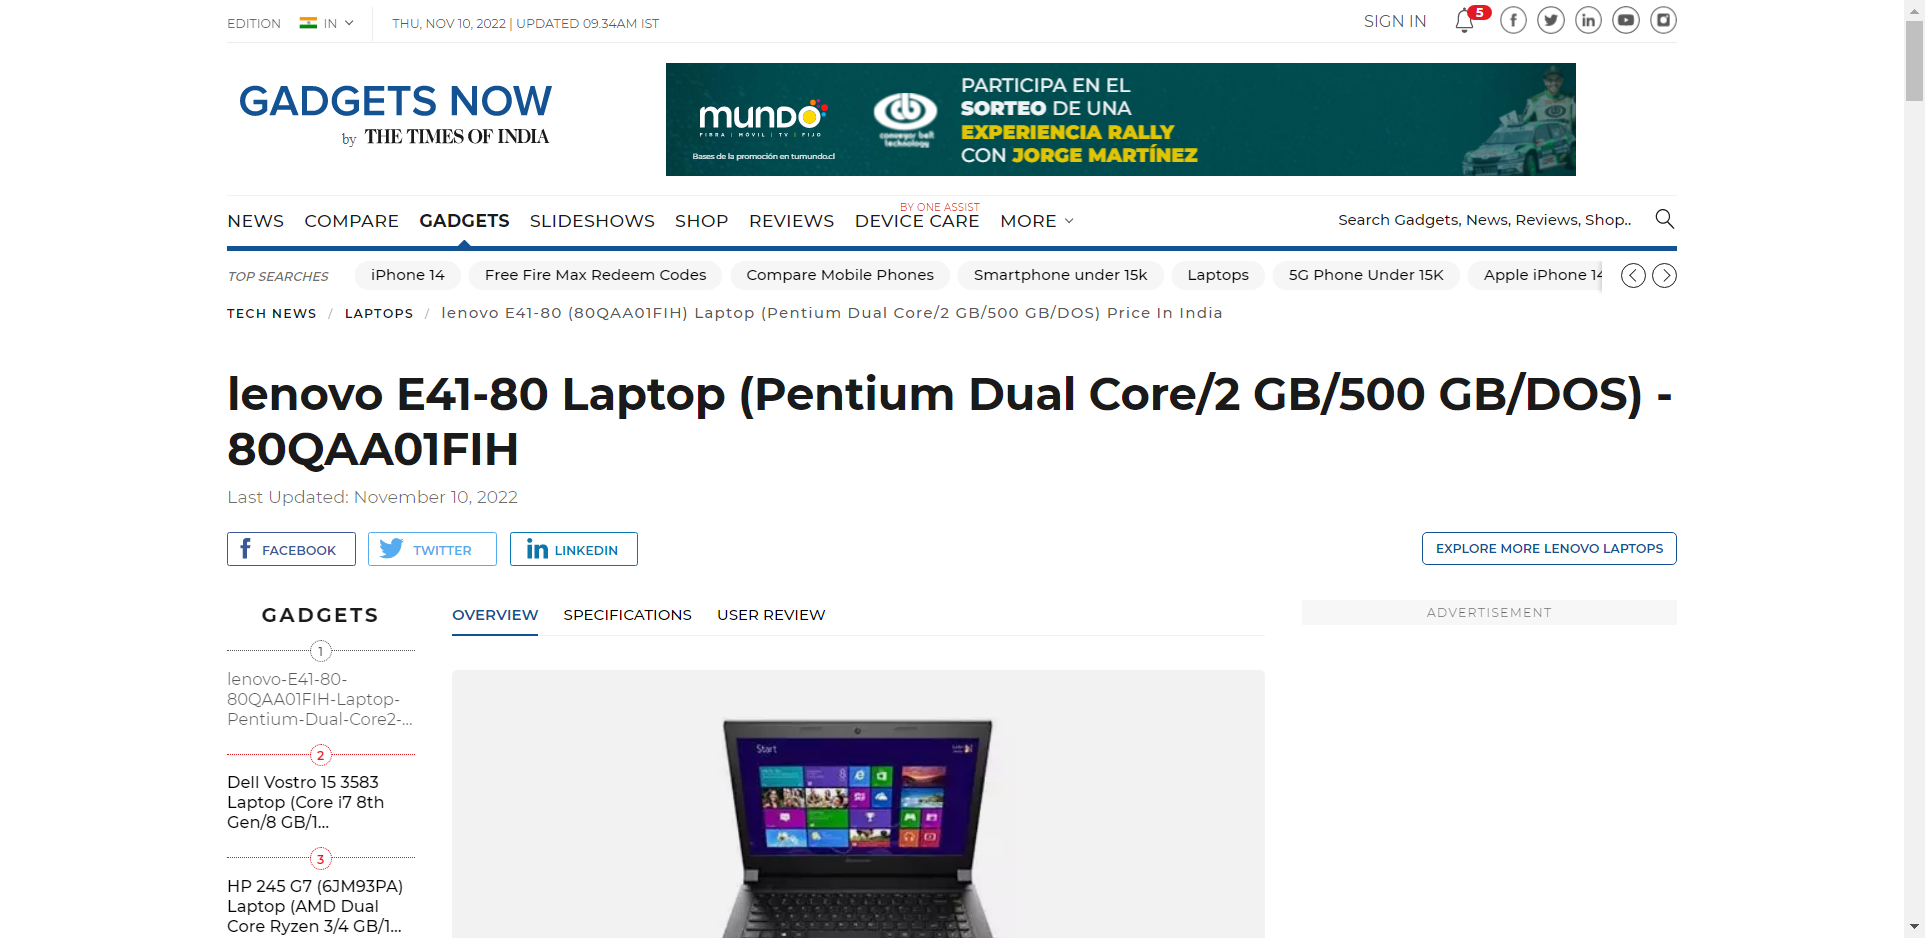 EDITION IN THU, NOV 10, 2022 | UPDATED 09.34AM IST SIGN IN 5
GADGETS NOW
by THE TIMES OF INDIA
mundo
FIBRA | MÓVIL | TV | FIJO
Bases de la promoción en tumundo.cl
conveyor belt
technology
PARTICIPA EN EL
SORTEO DE UNA
EXPERIENCIA RALLY
CON JORGE MARTÍNEZ
BY ONE ASSIST
NEWS COMPARE GADGETS SLIDESHOWS SHOP REVIEWS DEVICE CARE MORE Search Gadgets, News, Reviews, Shop..
TOP SEARCHES iPhone 14 Free Fire Max Redeem Codes Compare Mobile Phones Smartphone under 15k Laptops 5G Phone Under 15K Apple iPhone 14
TECH NEWS / LAPTOPS / lenovo E41-80 (80QAA01FIH) Laptop (Pentium Dual Core/2 GB/500 GB/DOS) Price In India
lenovo E41-80 Laptop (Pentium Dual Core/2 GB/500 GB/DOS) -
80QAA01FIH
Last Updated: November 10, 2022
FACEBOOK TWITTER LINKEDIN EXPLORE MORE LENOVO LAPTOPS
GADGETS
1
lenovo-E41-80-
80QAA01FIH-Laptop-
Pentium-Dual-Core2-...
2
Dell Vostro 15 3583
Laptop (Core i7 8th
Gen/8 GB/1...
3
HP 245 G7 (6JM93PA)
Laptop (AMD Dual
Core Ryzen 3/4 GB/1...
OVERVIEW SPECIFICATIONS USER REVIEW
Start
ADVERTISEMENT